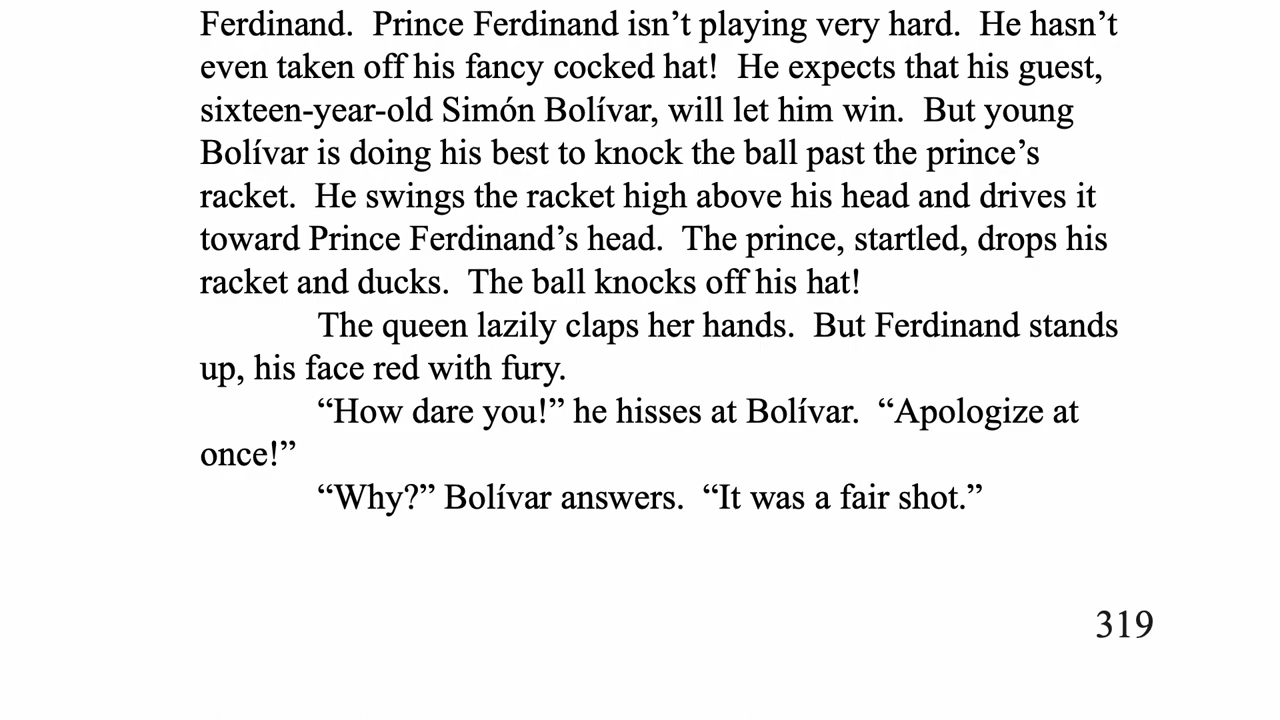 Ferdinand.  Prince Ferdinand isn’t playing very hard.  He hasn’t
even taken off his fancy cocked hat!  He expects that his guest,
sixteen-year-old Simón Bolívar, will let him win.  But young
Bolívar is doing his best to knock the ball past the prince’s
racket.  He swings the racket high above his head and drives it
toward Prince Ferdinand’s head.  The prince, startled, drops his
racket and ducks.  The ball knocks off his hat!
The queen lazily claps her hands.  But Ferdinand stands
up, his face red with fury.
“How dare you!” he hisses at Bolívar.  “Apologize at
once!”
“Why?” Bolívar answers.  “It was a fair shot.”
319